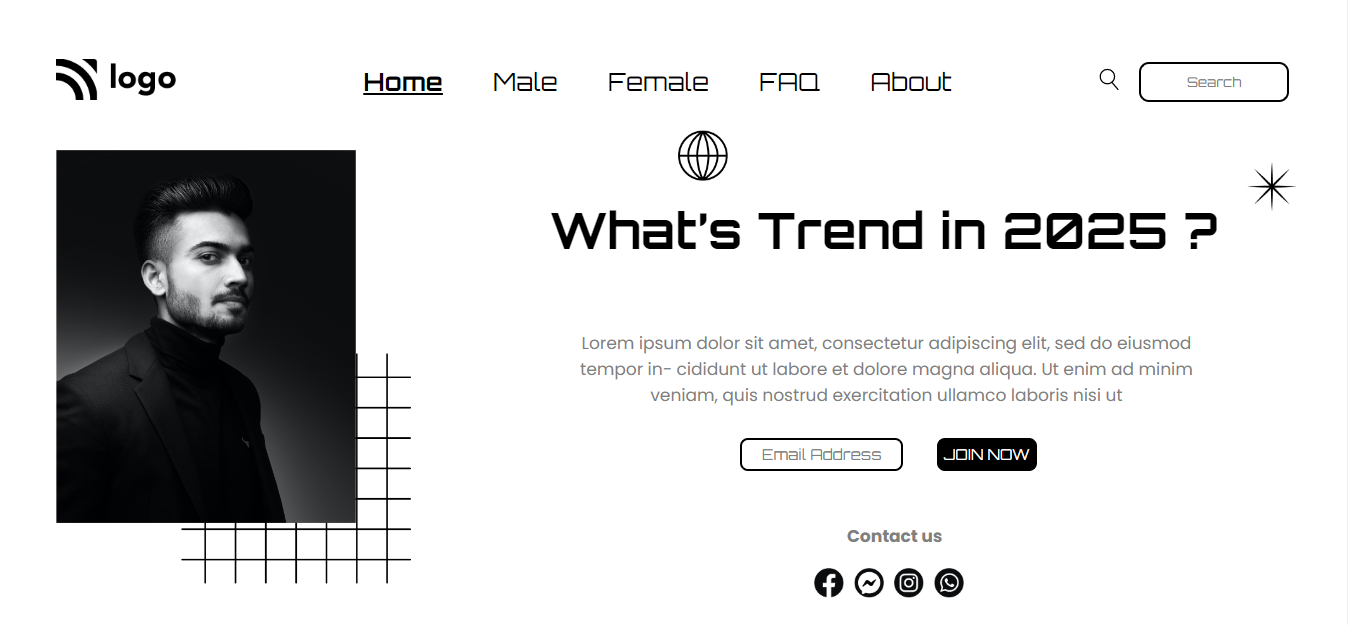 logo
Home Male Female FAQ About
Search
What's Trend in 2025 ?
Lorem ipsum dolor sit amet, consectetur adipiscing elit, sed do eiusmod
tempor in- cididunt ut labore et dolore magna aliqua. Ut enim ad minim
veniam, quis nostrud exercitation ullamco laboris nisi ut
Email Address JOIN NOW
Contact us